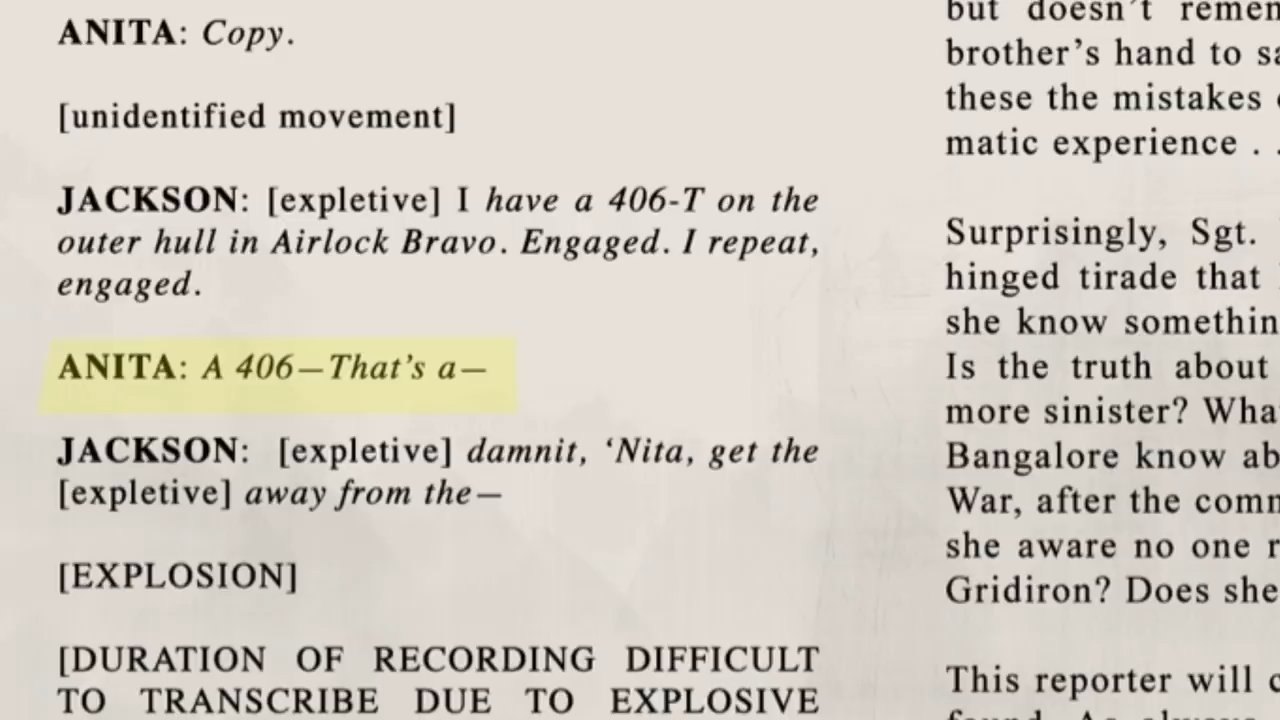 ANITA: Copy.
[unidentified movement]
JACKSON: [expletive] I have a 406-T on the
outer hull in Airlock Bravo. Engaged. I repeat,
engaged.
ANITA: A 406—That's a—
JACKSON: [expletive] damnit, ‘Nita, get the
[expletive] away from the—
[EXPLOSION]
[DURATION OF RECORDING DIFFICULT
TO TRANSCRIBE DUE TO EXPLOSIVE
but doesn't
brother's hand to
these the mistakes
matic experience . .
Surprisingly, Sgt.
hinged tirade that
she know
Is the truth about
more sinister?
Bangalore know
War, after the
she aware no one
Gridiron? Does she
This reporter will